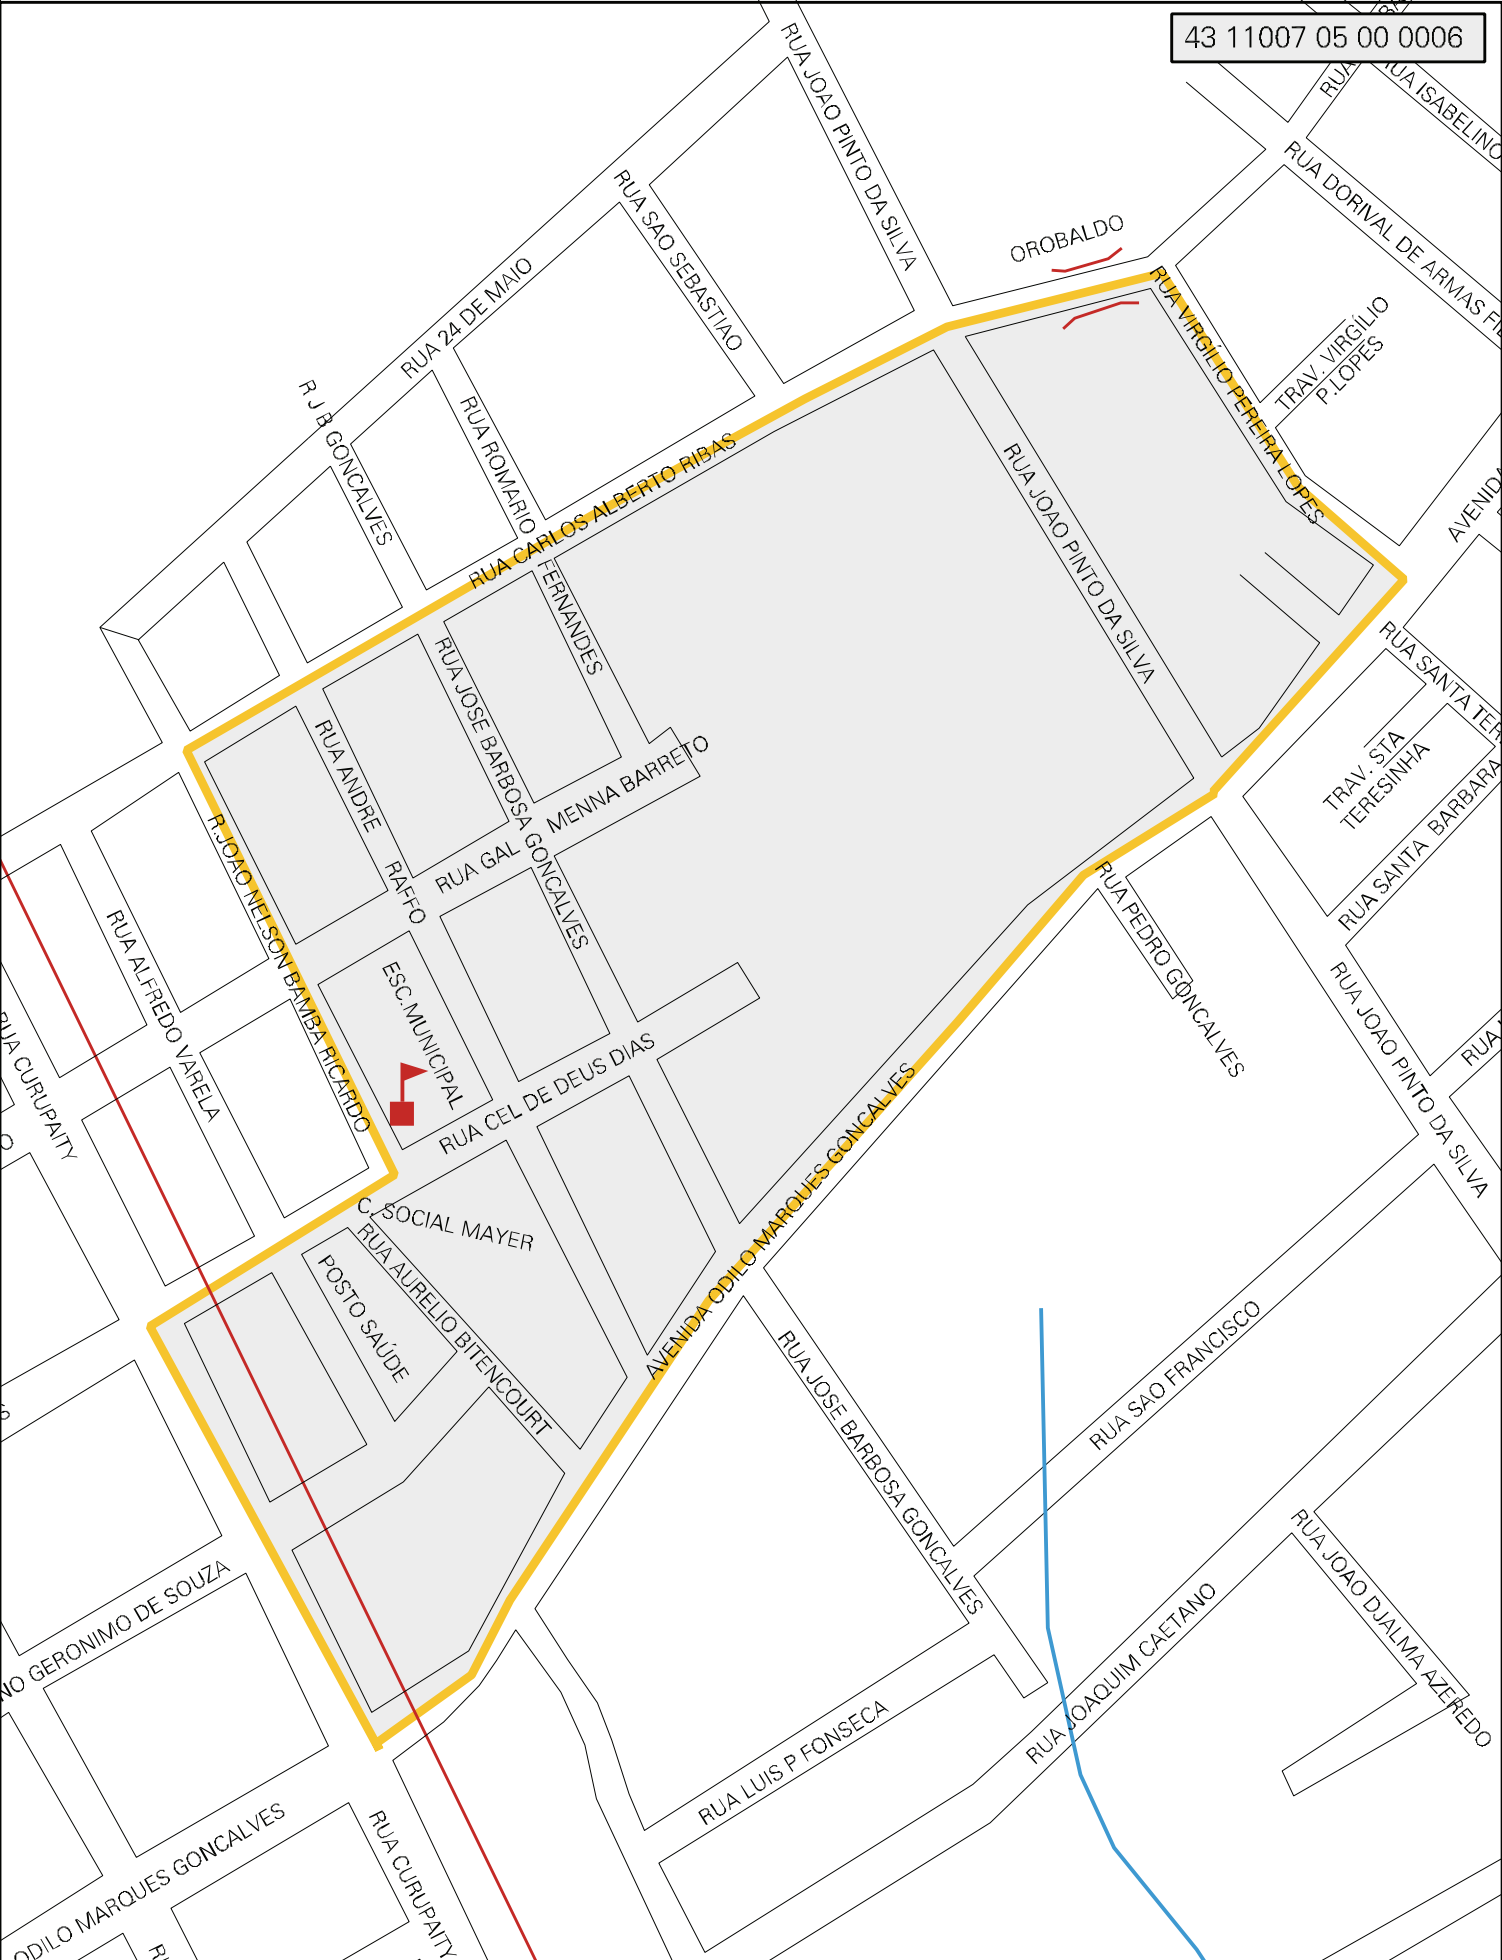 43 11007 05 00 0006
RUA JOAO PINTO DA SILVA
RUA
RUA ISABELINO
RUA DORIVAL DE ARMAS
RUA SAO SEBASTIAO
OROBALDO
RUA 24 DE MAIO
RUA VIRGÍLIO PEREIRA LOPES
TRAV. VIRGÍLIO
P.LOPES
R J B GONCALVES
RUA ROMARIO
FERNANDES
RUA CARLOS ALBERTO RIBAS
RUA JOAO PINTO DA SILVA
AVENIDA
RUA SANTA
RUA ANDRE
RAFFO
RUA JOSE BARBOSA GONCALVES
RUA GAL
MENNA BARRETO
TRAV. STA
TERESINHA
RUA SANTA BARBARA
R.JOAO NELSON BAMBA RICARDO
RUA ALFREDO VARELA
RUA CURUPAITY
ESC.MUNICIPAL
RUA PEDRO GONCALVES
RUA JOAO PINTO DA SILVA
RUA
RUA CEL DE DEUS DIAS
C. SOCIAL MAYER
AVENIDA ODILO MARQUES GONCALVES
RUA AURELIO BITENCOURT
POSTO SAÚDE
RUA JOSE BARBOSA GONCALVES
RUA SAO FRANCISCO
NO GERONIMO DE SOUZA
RUA JOAO DJALMA AZEREDO
RUA JOAQUIM CAETANO
RUA LUIS P FONSECA
ODILO MARQUES GONCALVES
RUA CURUPAITY